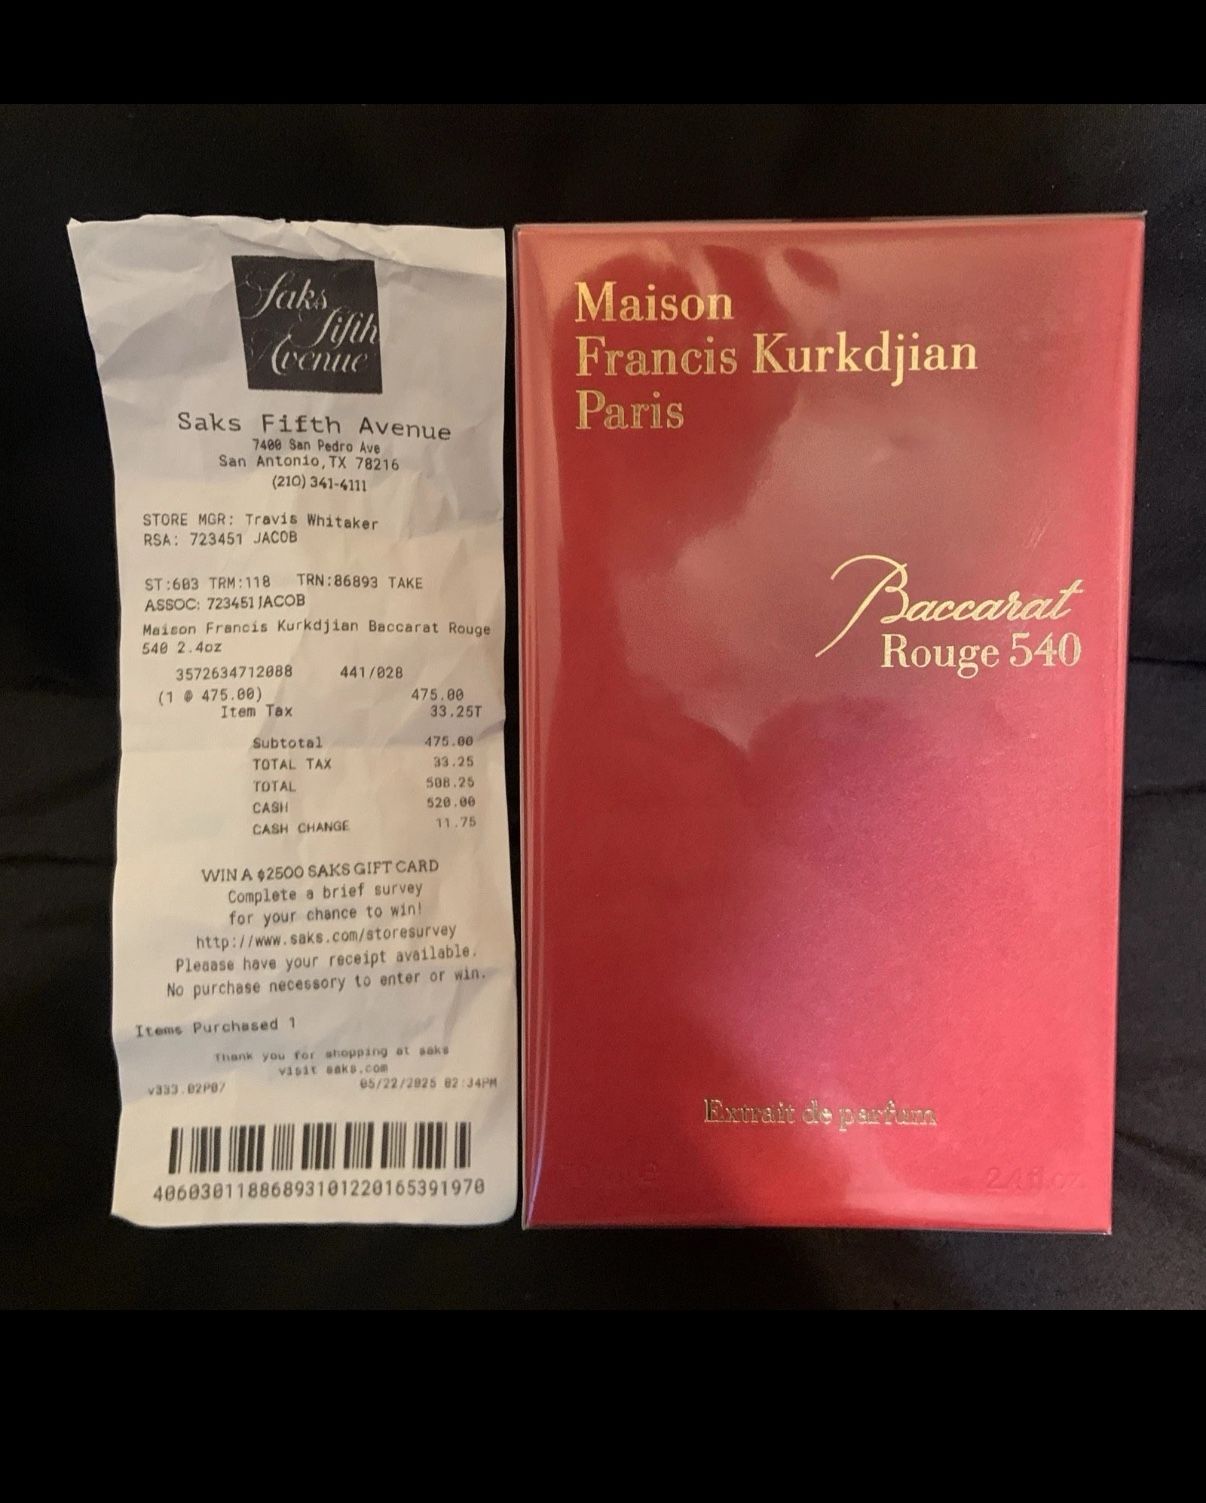 Saks
fifth
Avenue
Saks Fifth Avenue
7400 San Pedro Ave
San Antonio, TX 78216
(210) 341-4111
STORE MGR: Travis Whitaker
RSA: 723451 JACOB
ST:603 TRM:118 TRN:86893 TAKE
ASSOC: 723451 JACOB
Maison Francis Kurkdjian Baccarat Rouge
540 2.4oz
3572634712088 441/028
(1 @ 475.00) 475.00
Item Tax 33.25T
Subtotal 475.00
TOTAL TAX 33.25
TOTAL 508.25
CASH 520.00
CASH CHANGE 11.75
WIN A $2500 SAKS GIFT CARD
Complete a brief survey
for your chance to win!
http://www.saks.com/storesurvey
Pleaase have your receipt available.
No purchase necessary to enter or win.
Items Purchased 1
Thank you for shopping at saks
visit saks.com
v333.02P07 05/22/2025 02:34PM
40603011886893101220165391970
Maison
Francis Kurkdjian
Paris
Baccarat
Rouge 540
Extrait de parfum
2.4 fl.oz